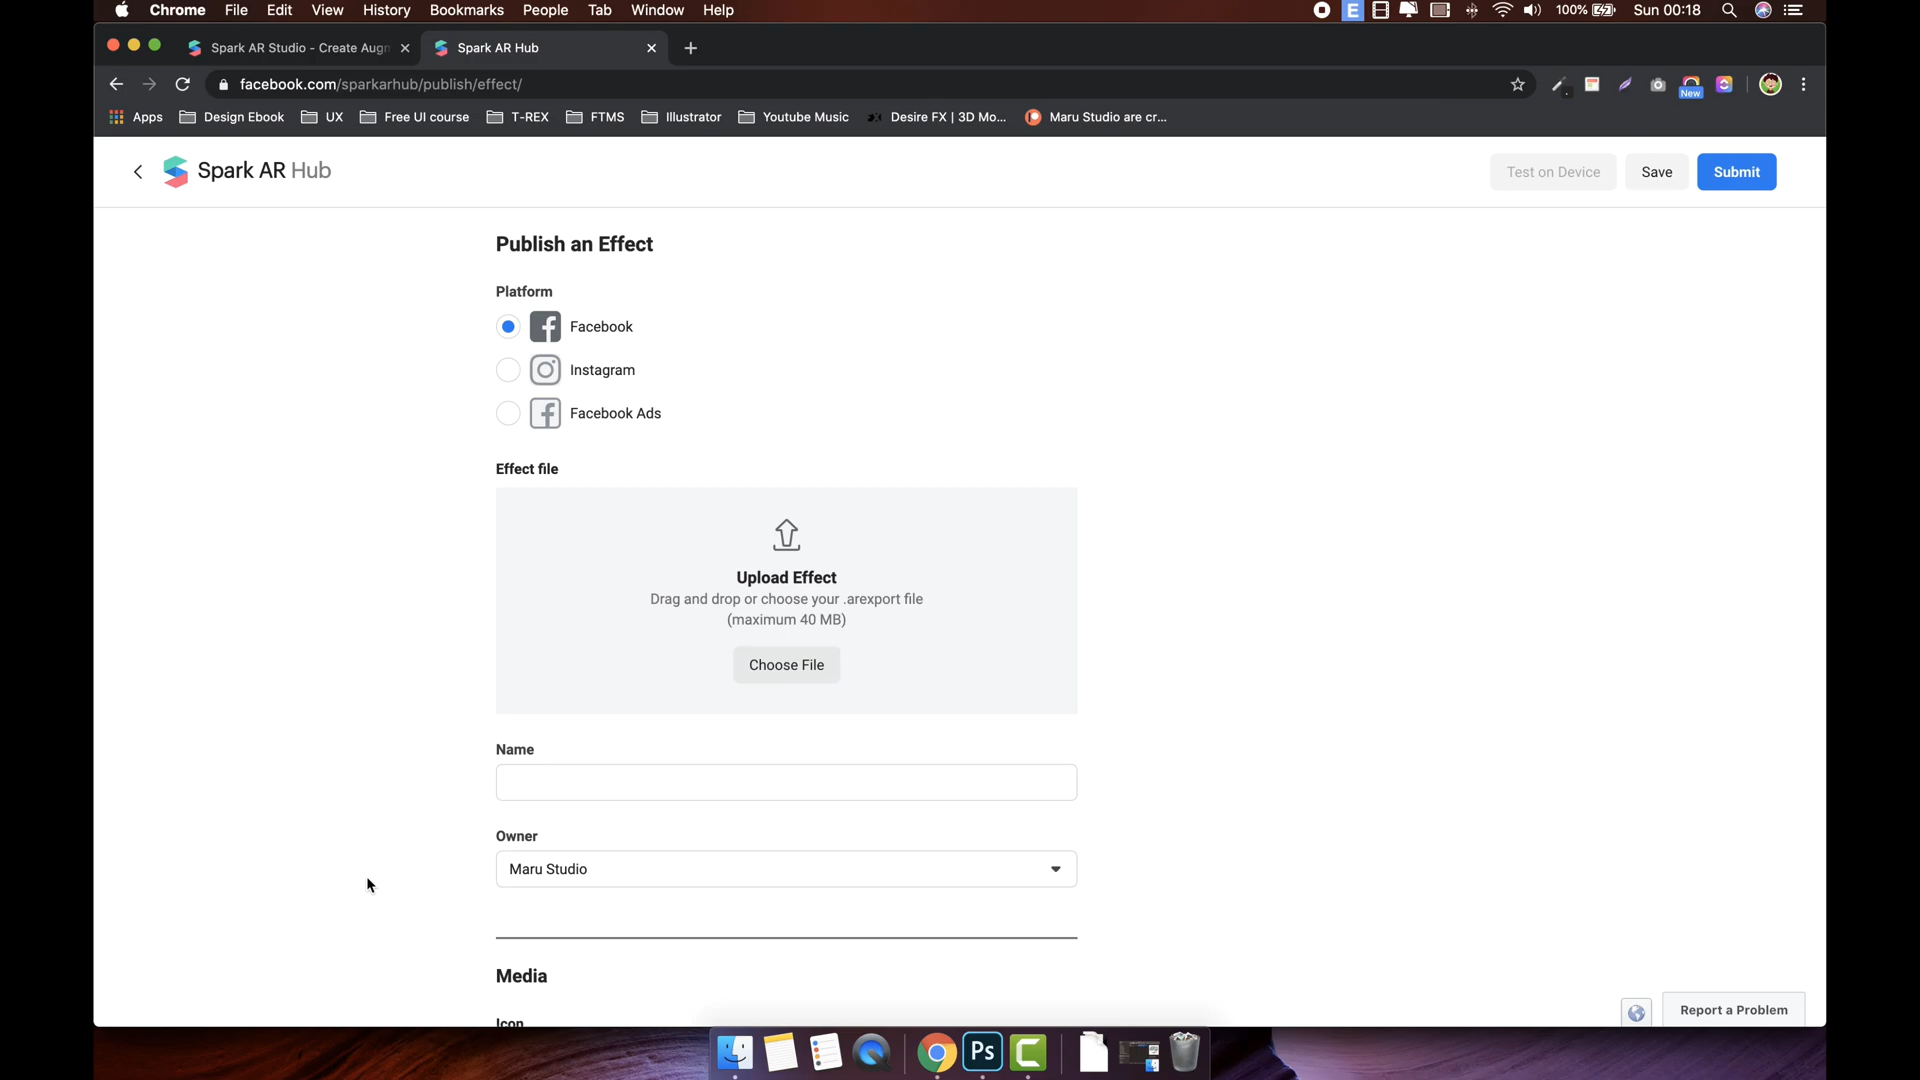 Chrome File Edit View History Bookmarks People Tab Window Help E 100% Sun 00:18
Spark AR Studio - Create Augm Spark AR Hub
facebook.com/sparkarhub/publish/effect/ New
Apps Design Ebook UX Free UI course T-REX FTMS Illustrator Youtube Music Desire FX | 3D Mo... Maru Studio are cr...
Spark AR Hub Test on Device Save Submit
Publish an Effect
Platform
Facebook
Instagram
Facebook Ads
Effect file
Upload Effect
Drag and drop or choose your .arexport file
(maximum 40 MB)
Choose File
Name
Owner
Maru Studio
Media
Icon
Report a Problem
Ps